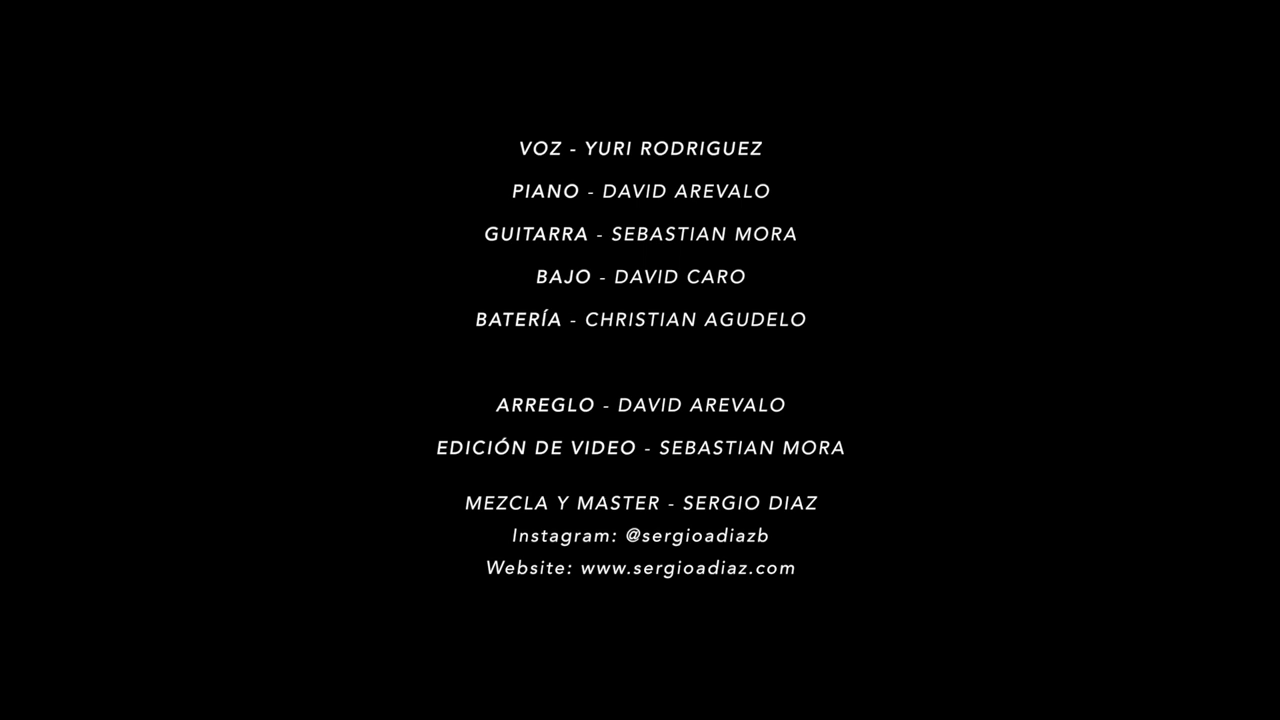 VOZ - YURI RODRIGUEZ
PIANO - DAVID AREVALO
GUITARRA - SEBASTIAN MORA
BAJO - DAVID CARO
BATERÍA - CHRISTIAN AGUDELO
ARREGLO - DAVID AREVALO
EDICIÓN DE VIDEO - SEBASTIAN MORA
MEZCLA Y MASTER - SERGIO DIAZ
Instagram: @sergioadiazb
Website: www.sergioadiaz.com